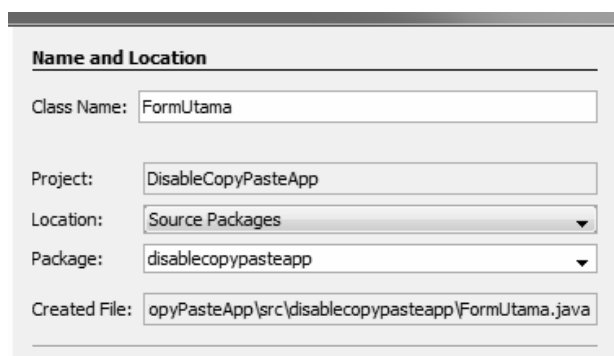 Name and Location
Class Name: FormUtama
Project: DisableCopyPasteApp
Location: Source Packages
Package: disablecopypasteapp
Created File: opyPasteApp\src\disablecopypasteapp\FormUtama.java